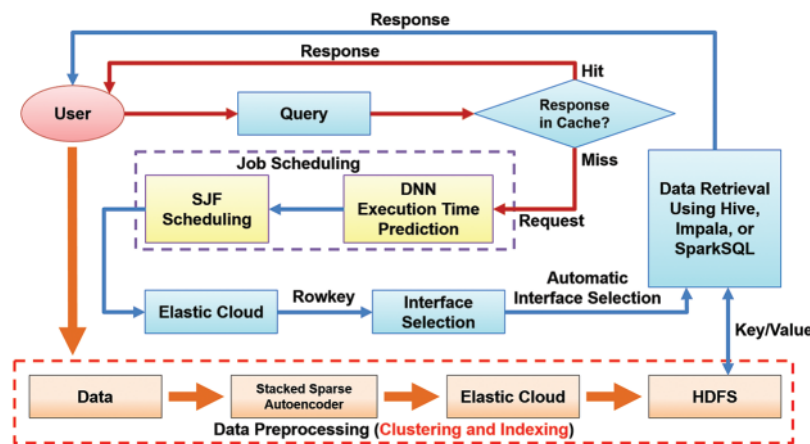 Response
Response
Hit
User
Query
Response
in Cache?
Miss
Job Scheduling
SJF
Scheduling
DNN
Execution Time
Prediction
Request
Data Retrieval
Using Hive,
Impala, or
SparkSQL
Elastic Cloud
Rowkey
Interface
Selection
Automatic
Interface Selection
Key/Value
Data
Stacked Sparse
Autoencoder
Elastic Cloud
HDFS
Data Preprocessing (Clustering and Indexing)